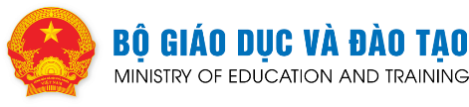 BỘ GIÁO DỤC VÀ ĐÀO TẠO
MINISTRY OF EDUCATION AND TRAINING